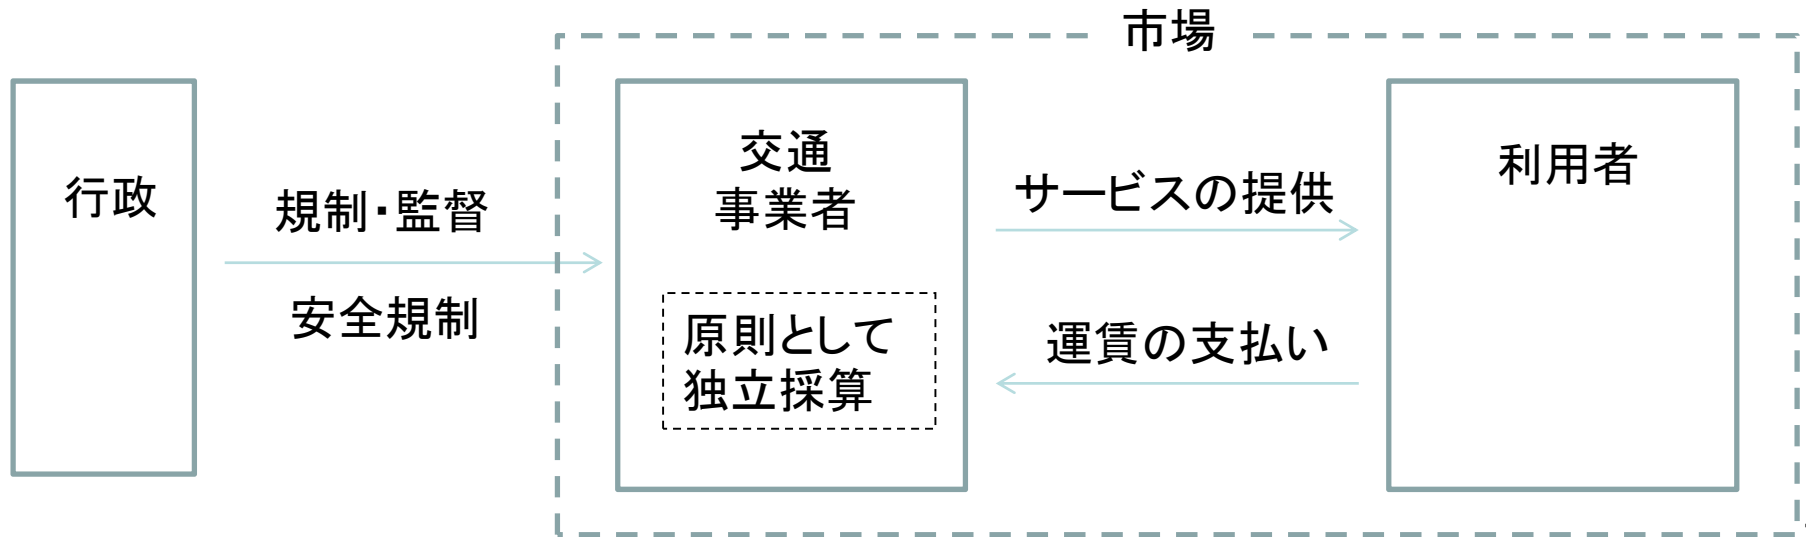 市場
行政
規制・監督
安全規制
交通
事業者
原則として
独立採算
サービスの提供
運賃の支払い
利用者